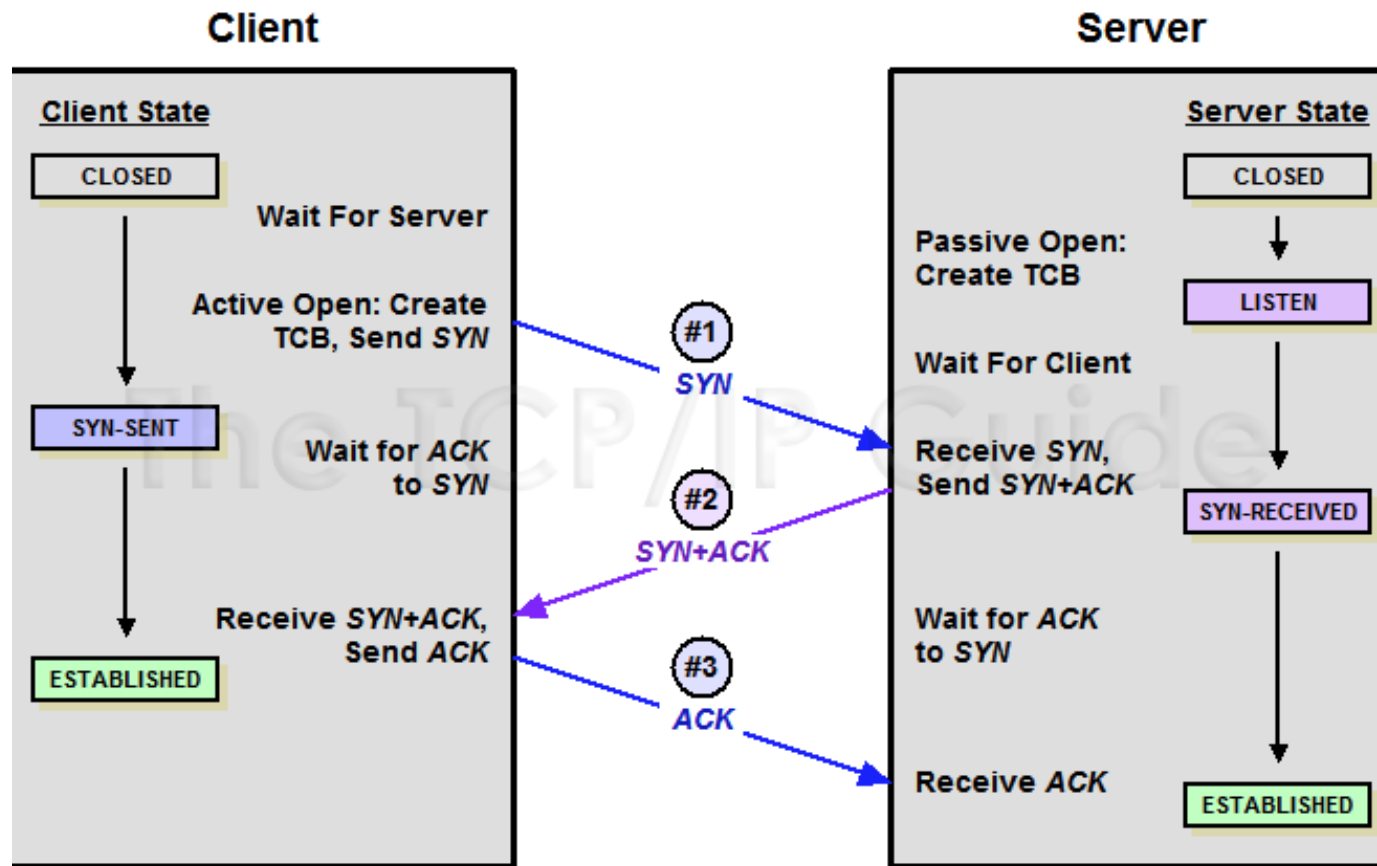 Client
Server
Client State
CLOSED
Wait For Server
Active Open: Create
TCB, Send SYN
SYN-SENT
Wait for ACK
to SYN
Receive SYN+ACK,
Send ACK
ESTABLISHED
#1
SYN
#2
SYN+ACK
#3
ACK
Server State
CLOSED
Passive Open:
Create TCB
LISTEN
Wait For Client
Receive SYN,
Send SYN+ACK
SYN-RECEIVED
Wait for ACK
to SYN
Receive ACK
ESTABLISHED
The TCP/IP Guide